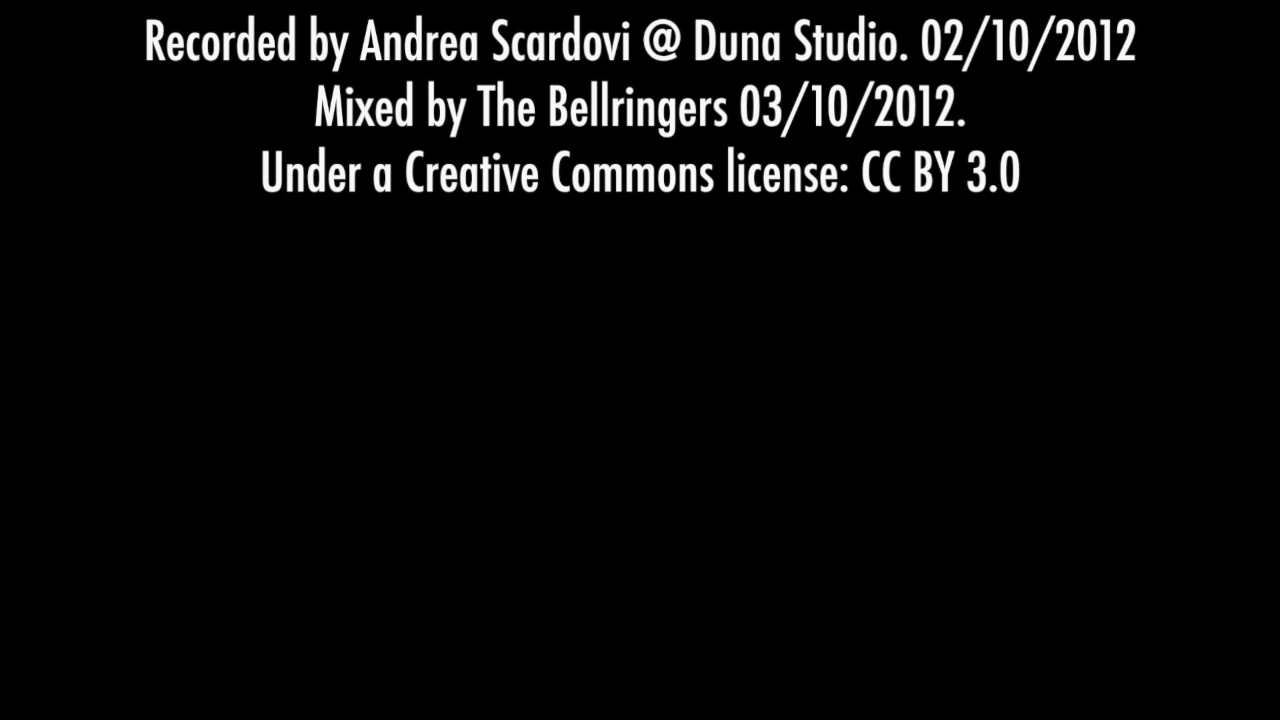 Recorded by Andrea Scardovi @ Duna Studio. 02/10/2012
Mixed by The Bellringers 03/10/2012.
Under a Creative Commons license: CC BY 3.0